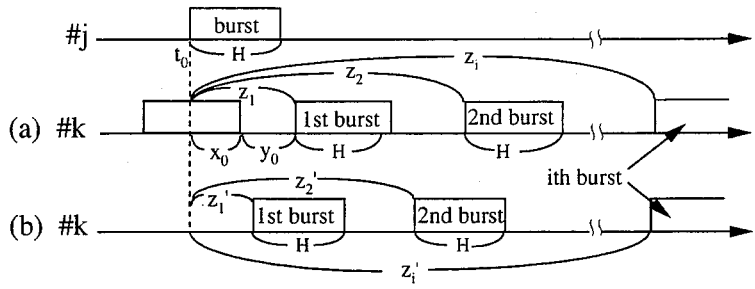 #j
burst
t0
H
zi
z2
z1
(a) #k
1st burst
2nd burst
x0
y0
H
H
ith burst
z2'
z1'
(b) #k
1st burst
2nd burst
H
H
zi'